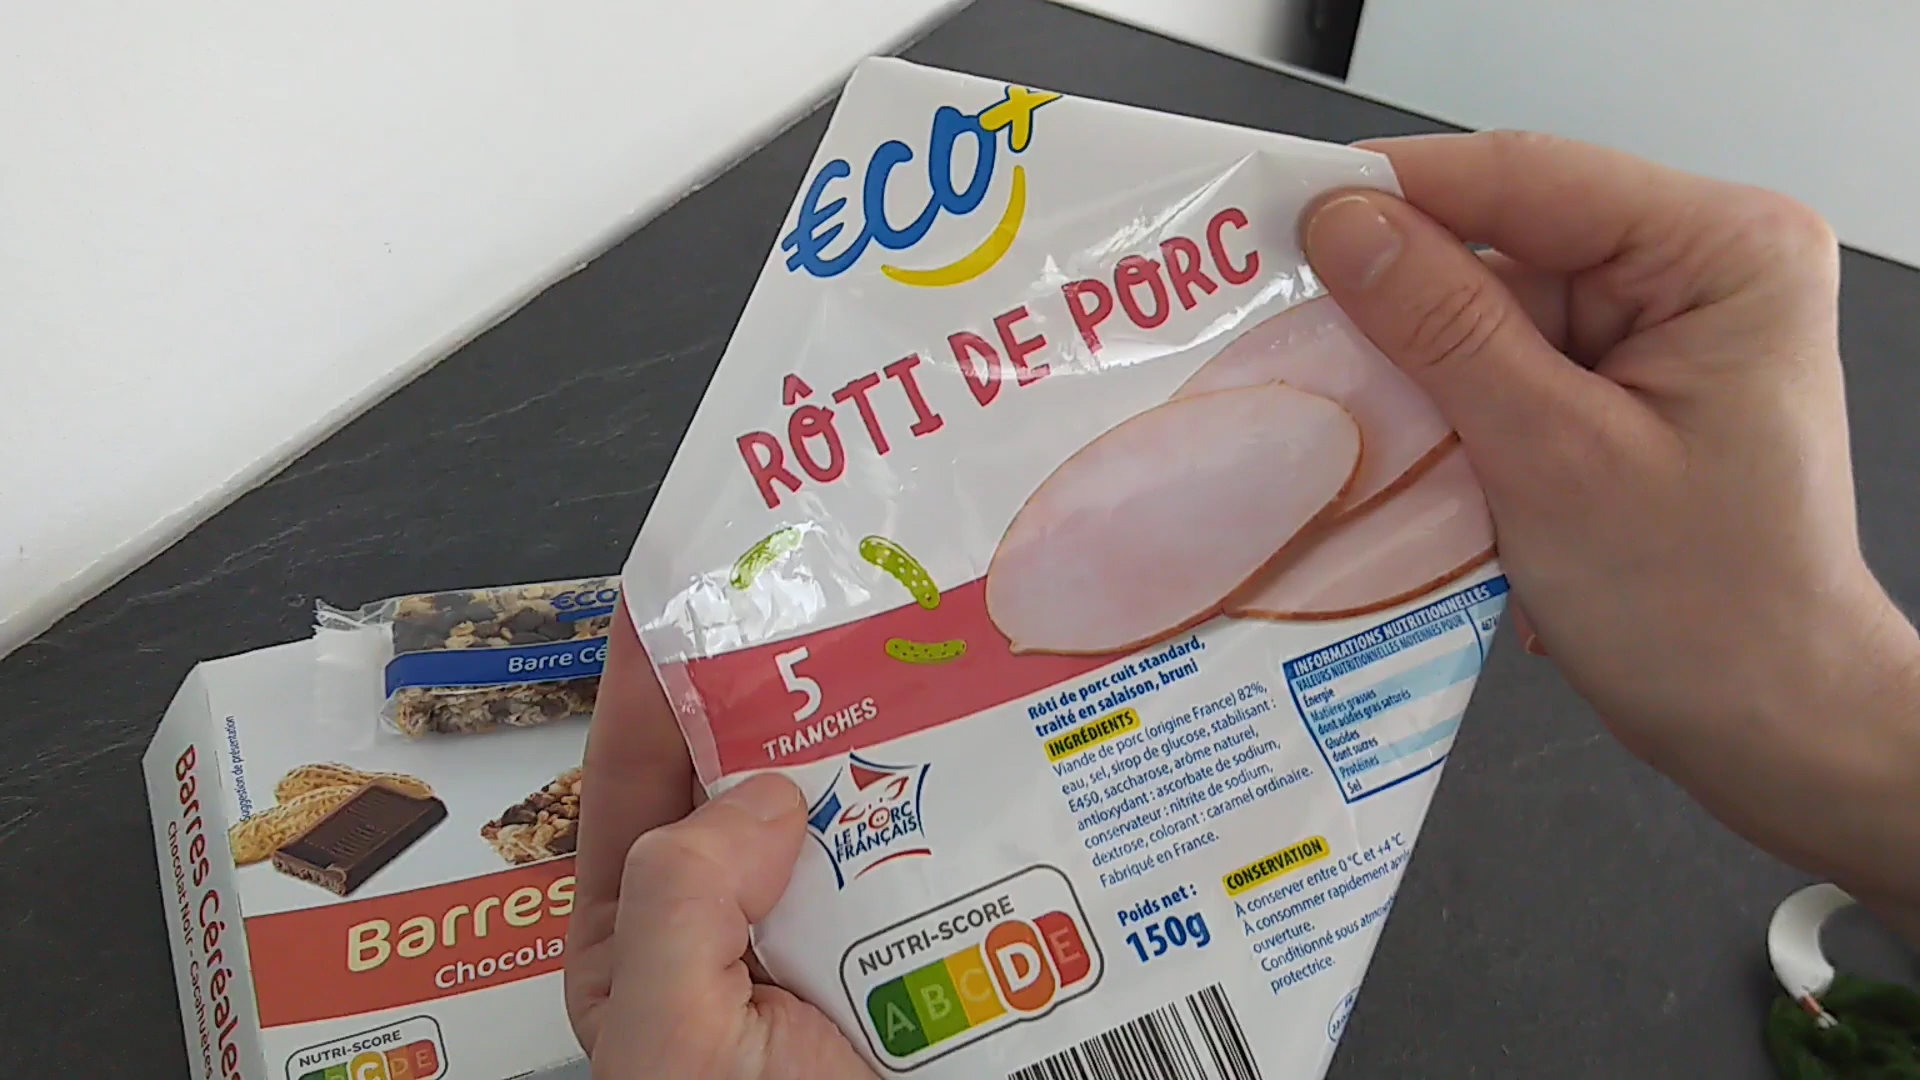 €CO+
RÔTI DE PORC
5
TRANCHES
LE PORC
FRANÇAIS
Rôti de porc cuit standard,
traité en salaison, bruni
INGRÉDIENTS
Viande de porc (origine France) 82%,
eau, sel, sirop de glucose, stabilisant :
E450, saccharose, arôme naturel,
antioxydant : ascorbate de sodium,
conservateur : nitrite de sodium,
dextrose, colorant : caramel ordinaire.
Fabriqué en France.
INFORMATIONS NUTRITIONNELLES
VALEURS NUTRITIONNELLES MOYENNES POUR
Énergie
Matières grasses
dont acides gras saturés
Glucides
dont sucres
Protéines
Sel
NUTRI-SCORE
A B C D E
Poids net :
150g
CONSERVATION
À conserver entre 0°C et +4°C
À consommer rapidement après
ouverture.
Conditionné sous
protectrice.
€CO
Barre Cé
Suggestion de présentation
Barres Céréales
Chocolat Noir - Cacahuètes
Barres
Chocola
NUTRI-SCORE
C D E